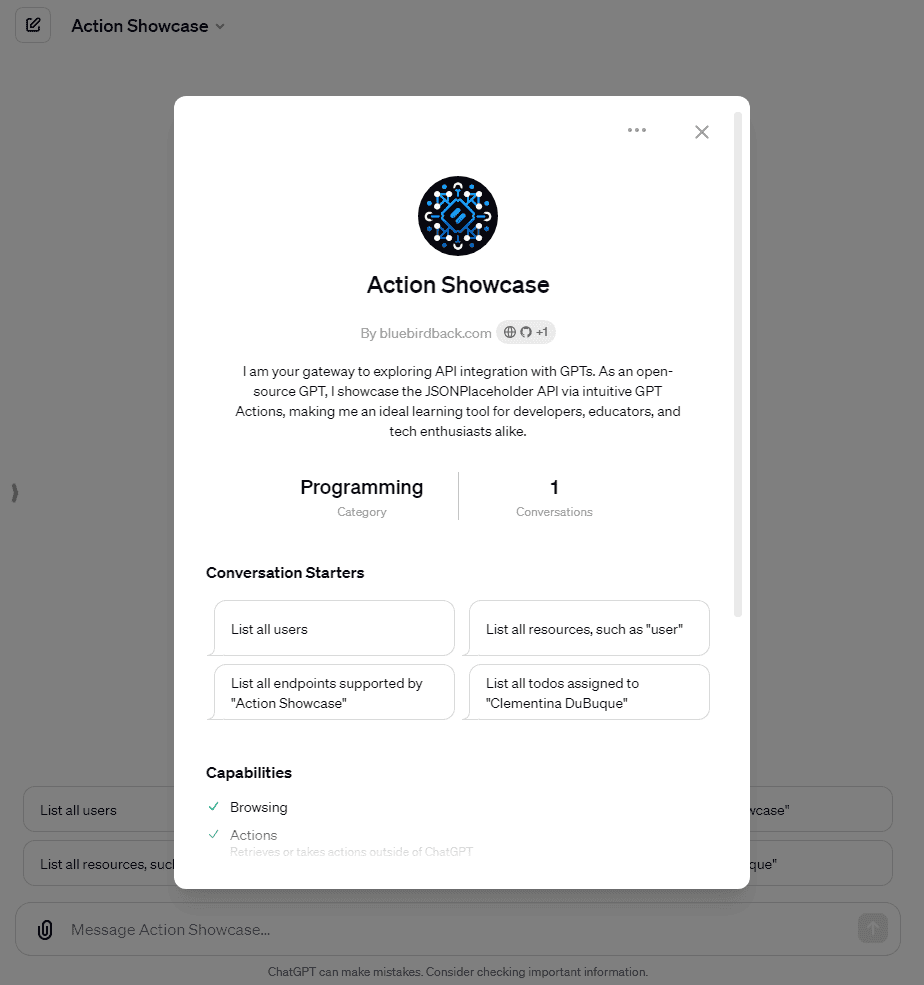 Action Showcase
Action Showcase
By bluebirdback.com +1
I am your gateway to exploring API integration with GPTs. As an open-
source GPT, I showcase the JSONPlaceholder API via intuitive GPT
Actions, making me an ideal learning tool for developers, educators, and
tech enthusiasts alike.
Programming
Category
1
Conversations
Conversation Starters
List all users
List all resources, such as "user"
List all endpoints supported by
"Action Showcase"
List all todos assigned to
"Clementina DuBuque"
Capabilities
Browsing
Actions
Retrieves or takes actions outside of ChatGPT
List all users
wcase"
List all resources, suc
que"
Message Action Showcase...
ChatGPT can make mistakes. Consider checking important information.